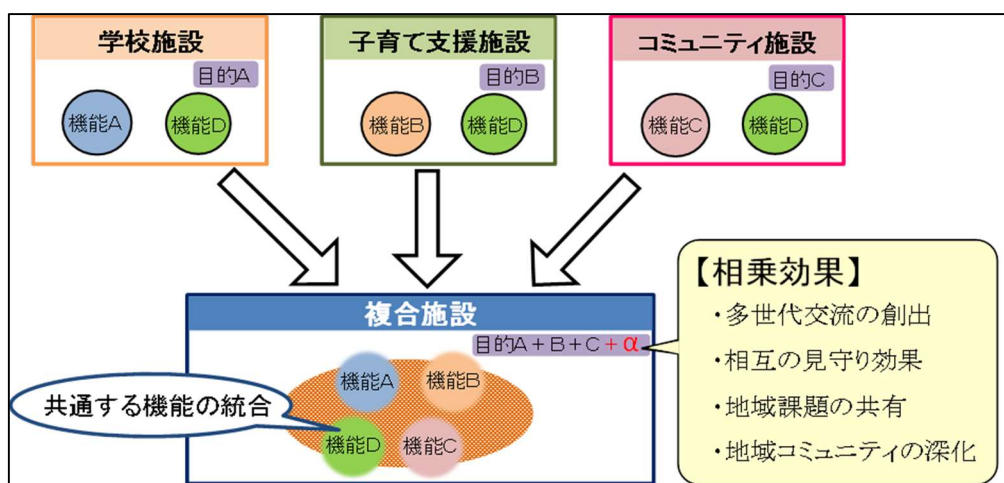 学校施設
目的A
機能A
機能D
子育て支援施設
目的B
機能B
機能D
コミュニティ施設
目的C
機能C
機能D
複合施設
目的A+B+C+α
機能A
機能B
機能D
機能C
共通する機能の統合
【相乗効果】
・多世代交流の創出
・相互の見守り効果
・地域課題の共有
・地域コミュニティの深化